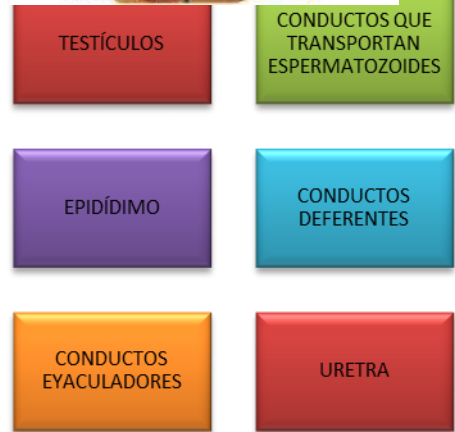 TESTÍCULOS
CONDUCTOS QUE
TRANSPORTAN
ESPERMATOZOIDES
EPIDÍDIMO
CONDUCTOS
DEFERENTES
CONDUCTOS
EYACULADORES
URETRA